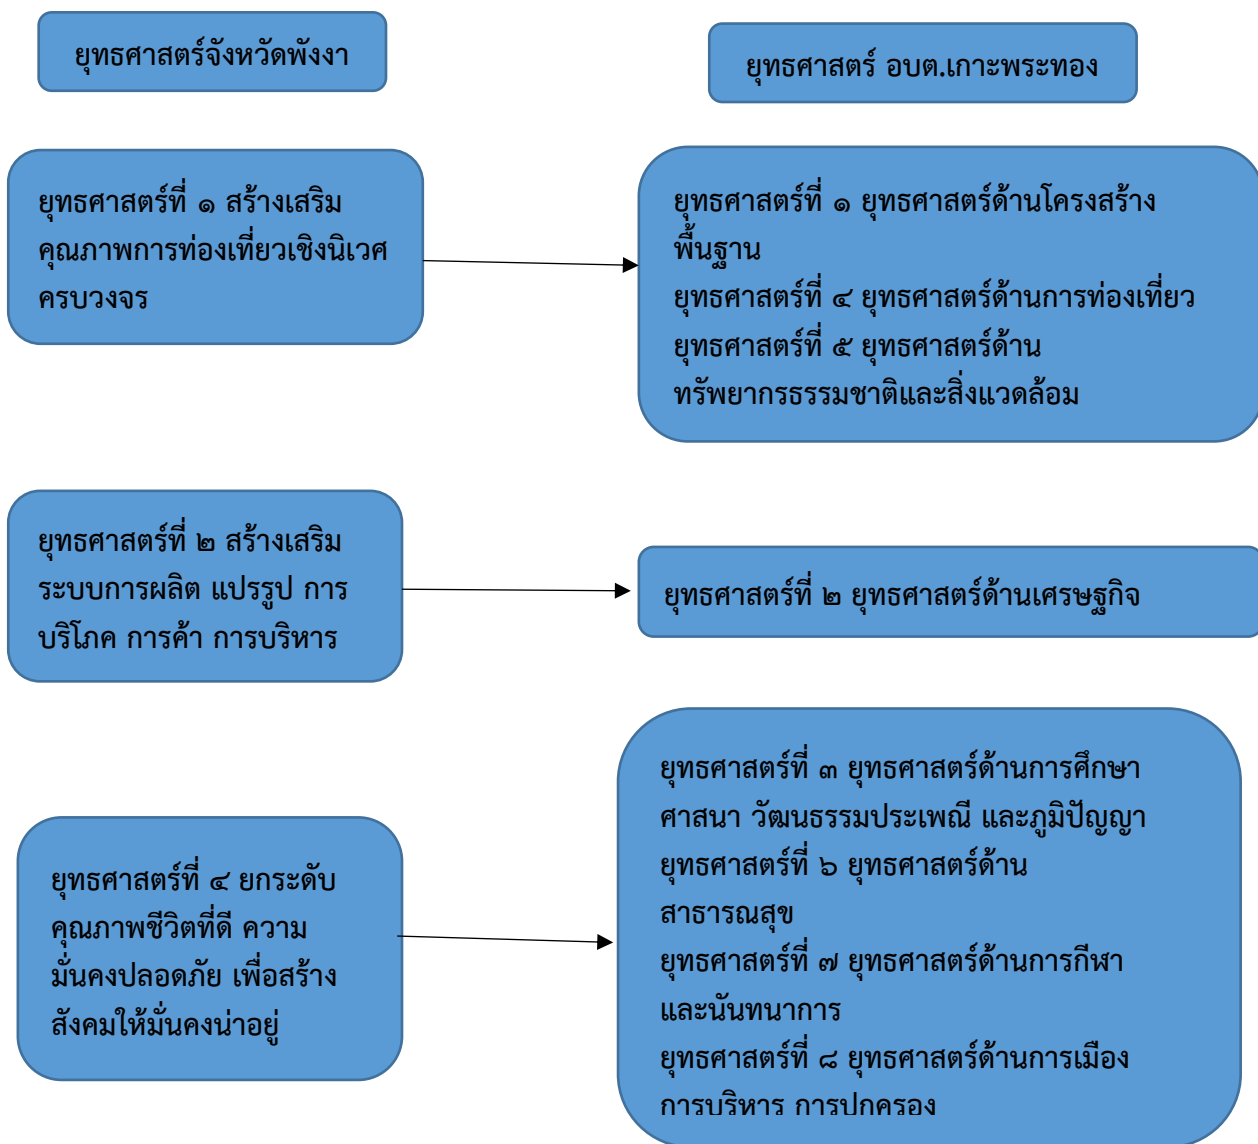 ยุทธศาสตร์จังหวัดพังงา
ยุทธศาสตร์ อบต.เกาะพระทอง
ยุทธศาสตร์ที่ ๑ สร้างเสริม
คุณภาพการท่องเที่ยวเชิงนิเวศ
ครบวงจร
ยุทธศาสตร์ที่ ๑ ยุทธศาสตร์ด้านโครงสร้าง
พื้นฐาน
ยุทธศาสตร์ที่ ๔ ยุทธศาสตร์ด้านการท่องเที่ยว
ยุทธศาสตร์ที่ ๕ ยุทธศาสตร์ด้าน
ทรัพยากรธรรมชาติและสิ่งแวดล้อม
ยุทธศาสตร์ที่ ๒ สร้างเสริม
ระบบการผลิต แปรรูป การ
บริโภค การค้า การบริหาร
ยุทธศาสตร์ที่ ๒ ยุทธศาสตร์ด้านเศรษฐกิจ
ยุทธศาสตร์ที่ ๔ ยกระดับ
คุณภาพชีวิตที่ดี ความ
มั่นคงปลอดภัย เพื่อสร้าง
สังคมให้มั่นคงน่าอยู่
ยุทธศาสตร์ที่ ๓ ยุทธศาสตร์ด้านการศึกษา
ศาสนา วัฒนธรรมประเพณี และภูมิปัญญา
ยุทธศาสตร์ที่ ๖ ยุทธศาสตร์ด้าน
สาธารณสุข
ยุทธศาสตร์ที่ ๗ ยุทธศาสตร์ด้านการกีฬา
และนันทนาการ
ยุทธศาสตร์ที่ ๘ ยุทธศาสตร์ด้านการเมือง
การบริหาร การปกครอง